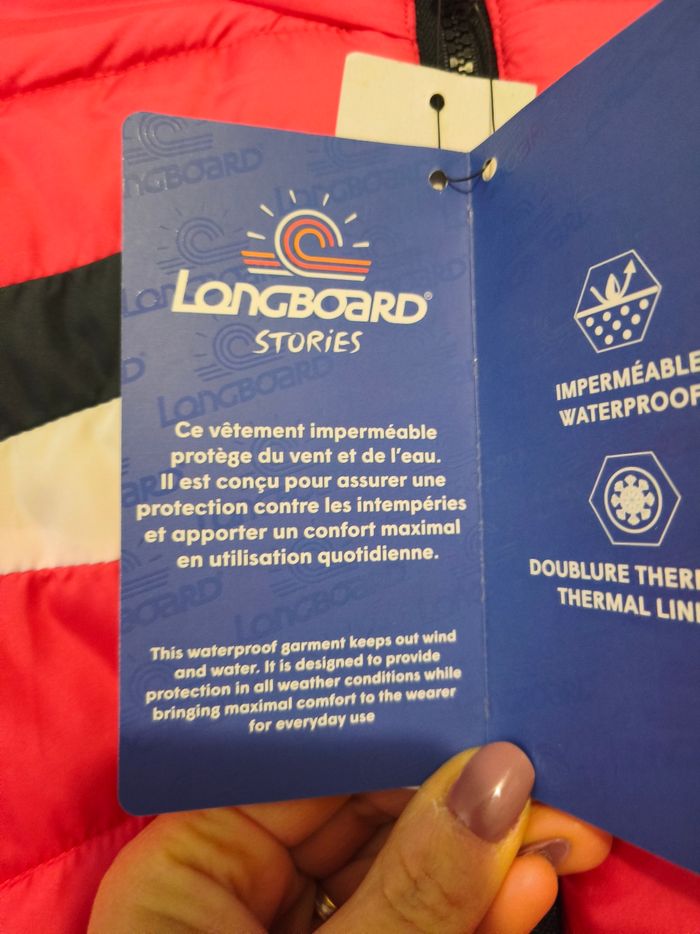 LONGBOARD®
STORIES
Ce vêtement imperméable
protège du vent et de l'eau.
Il est conçu pour assurer une
protection contre les intempéries
et apporter un confort maximal
en utilisation quotidienne.
This waterproof garment keeps out wind
and water. It is designed to provide
protection in all weather conditions while
bringing maximal comfort to the wearer
for everyday use
IMPERMÉABLE
WATERPROOF
DOUBLURE
THERMAL